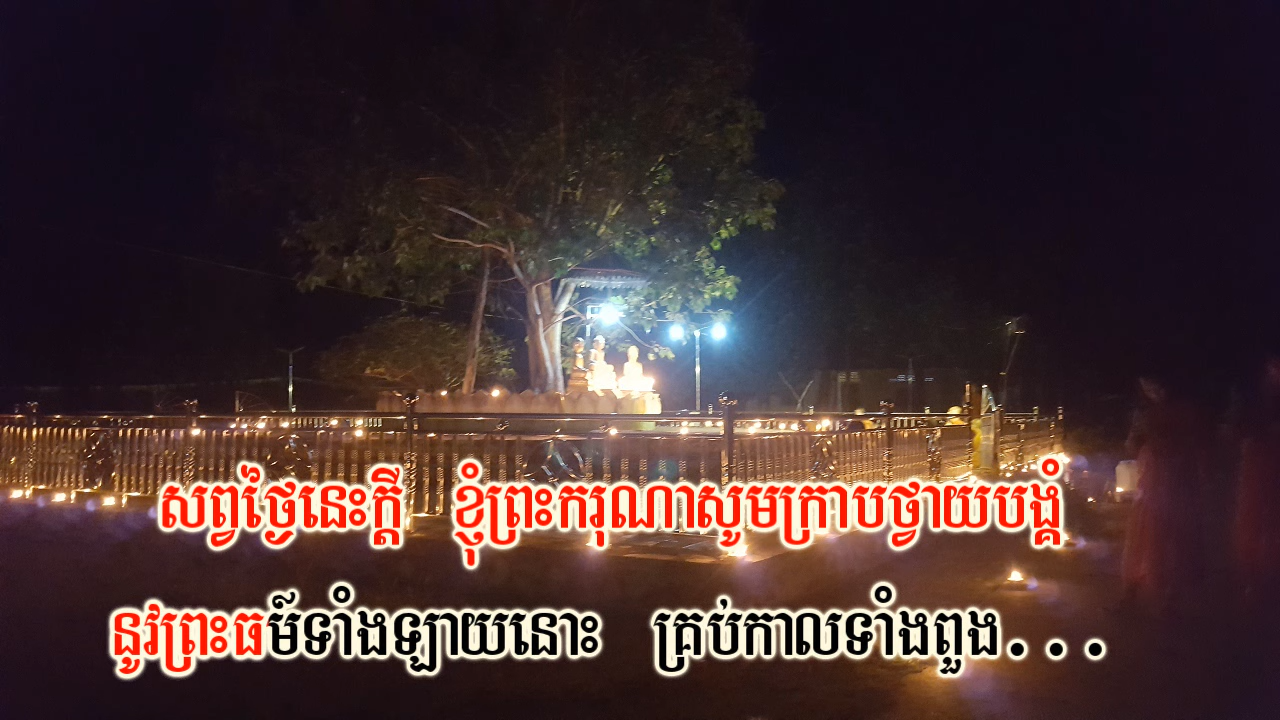 សព្វថ្ងៃនេះក្ដី ខ្ញុំព្រះករុណាសូមក្រាបថ្វាយបង្គំ
នូវព្រះធម៌ទាំងឡាយនោះ គ្រប់កាលទាំងពួង...